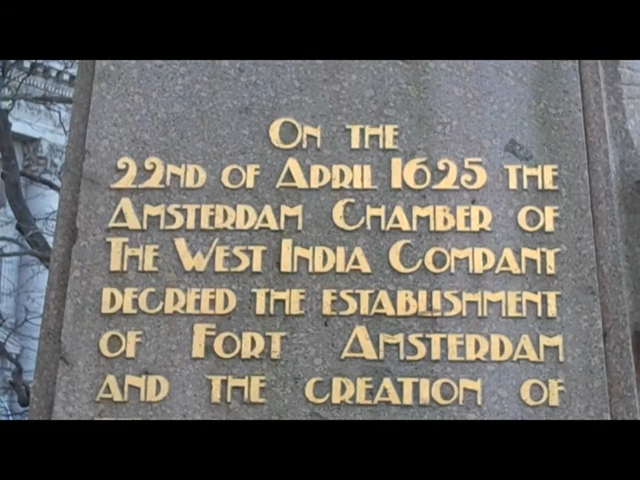 On the
22nd of April 1625 the
Amsterdam Chamber of
The West India Company
decreed the establishment
of Fort Amsterdam
and the creation of